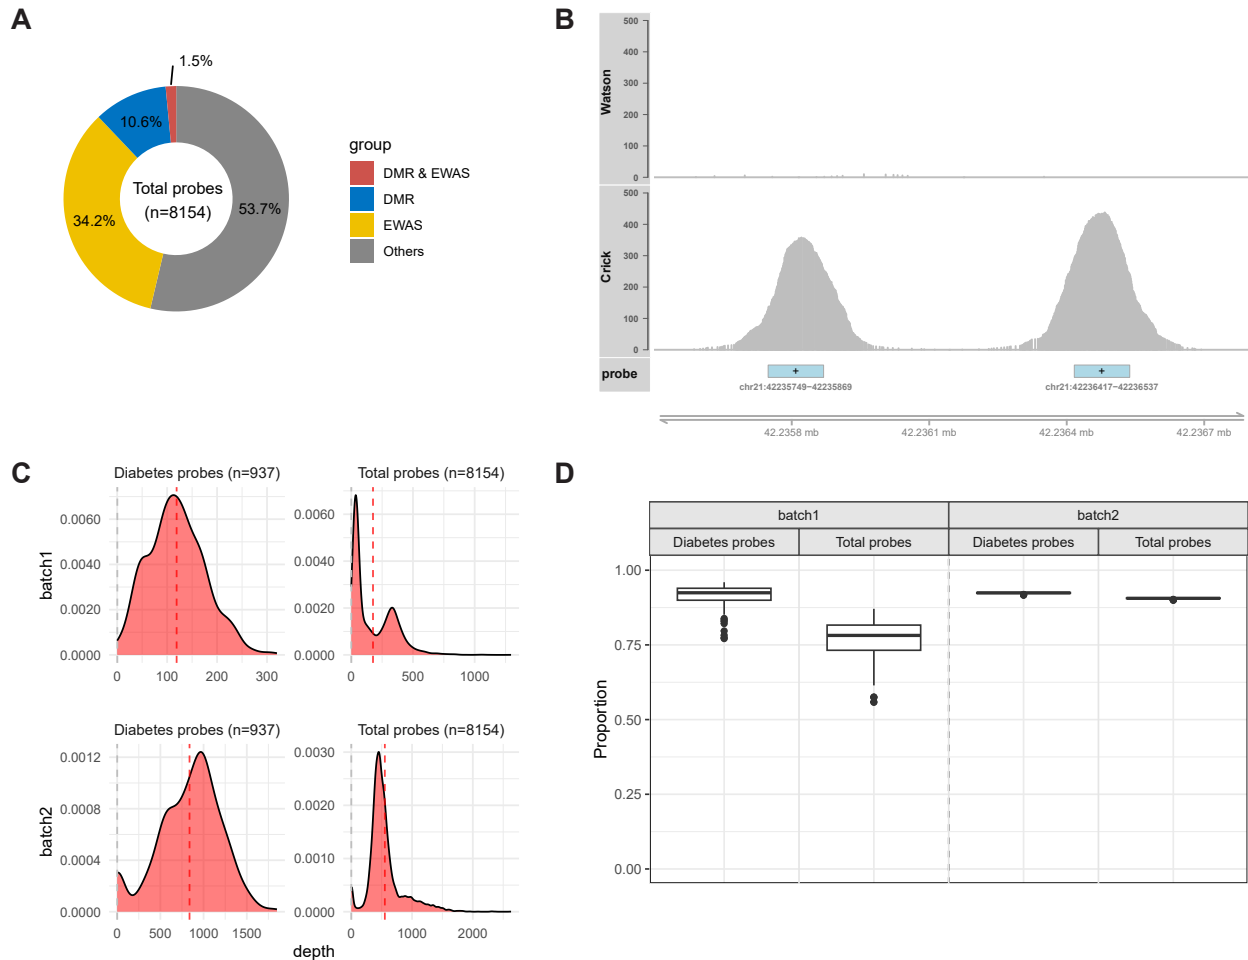 A
1.5%
10.6%
34.2%
53.7%
Total probes
(n=8154)
group
DMR & EWAS
DMR
EWAS
Others
B
Watson
500
400
300
200
100
0
Crick
500
400
300
200
100
0
probe
+
+
chr21:42235749−42235869
chr21:42236417−42236537
42.2358 mb
42.2361 mb
42.2364 mb
42.2367 mb
C
Diabetes probes (n=937)
Total probes (n=8154)
batch1
0.0060
0.0040
0.0020
0.0000
0.0060
0.0040
0.0020
0.0000
0
100
200
300
0
500
1000
Diabetes probes (n=937)
Total probes (n=8154)
batch2
0.0012
0.0008
0.0004
0.0000
0.0030
0.0020
0.0010
0.0000
0
500
1000
1500
0
1000
2000
depth
D
batch1
batch2
Diabetes probes
Total probes
Diabetes probes
Total probes
Proportion
1.00
0.75
0.50
0.25
0.00